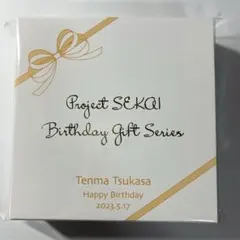 Project SEKAI
Birthday Gift Series
Tenma Tsukasa
Happy Birthday
2023.5.17